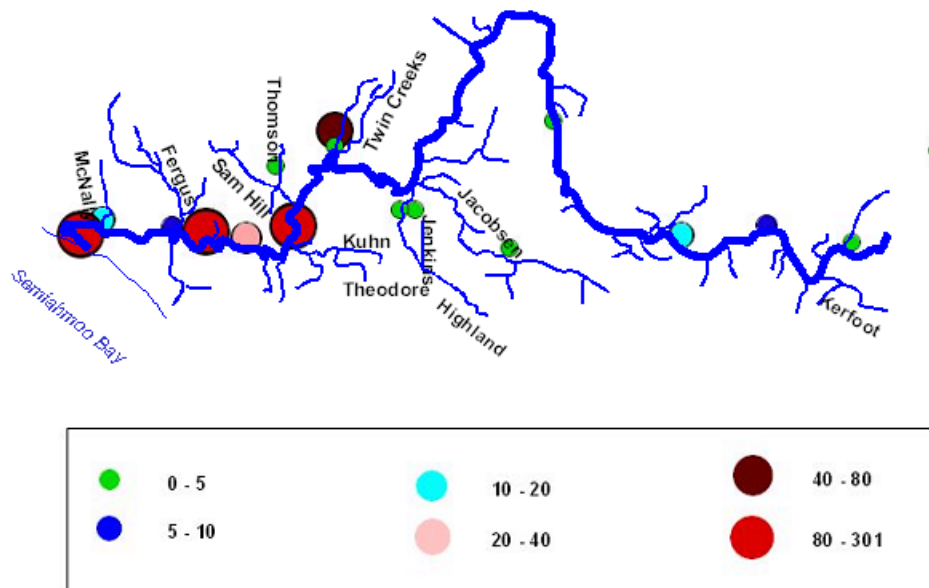 McNally
Fergus
Sam Hill
Thomson
Twin Creeks
Kuhn
Theodore
Jenkins
Highland
Jacobsen
Kerfoot
Semiahmoo Bay
0 - 5
5 - 10
10 - 20
20 - 40
40 - 80
80 - 301